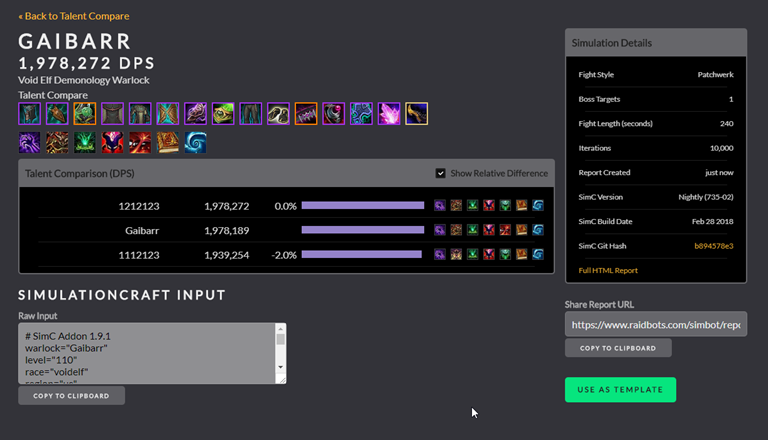 « Back to Talent Compare
GAIBARR
1,978,272 DPS
Void Elf Demonology Warlock
Talent Compare
Talent Comparison (DPS)
Show Relative Difference
1212123 1,978,272 0.0%
Gaibarr 1,978,189
1112123 1,939,254 -2.0%
SIMULATIONCRAFT INPUT
Raw Input
# SimC Addon 1.9.1
warlock="Gaibarr"
level="110"
race="voidelf"
COPY TO CLIPBOARD
Simulation Details
Fight Style Patchwerk
Boss Targets 1
Fight Length (seconds) 240
Iterations 10,000
Report Created just now
SimC Version Nightly (735-02)
SimC Build Date Feb 28 2018
SimC Git Hash b894578e3
Full HTML Report
Share Report URL
https://www.raidbots.com/simbot/repo
COPY TO CLIPBOARD
USE AS TEMPLATE